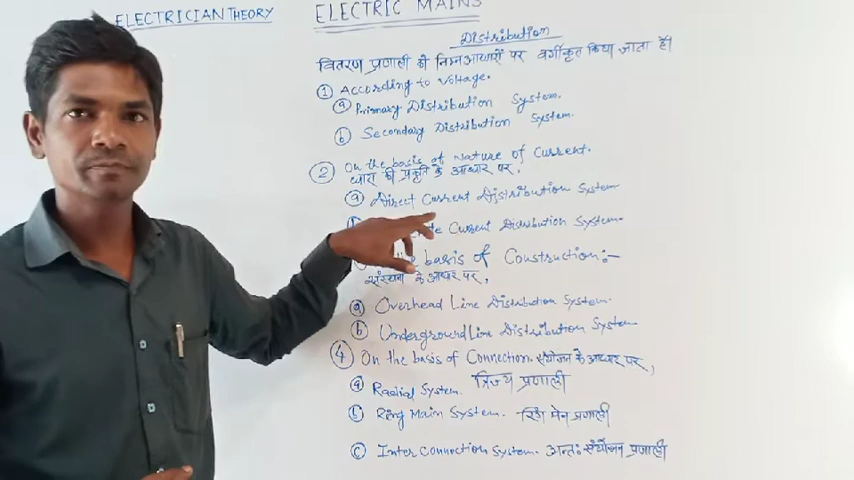 ELECTRICIAN THEORY
ELECTRIC MAINS
Distribution
वितरण प्रणाली को निम्न आधारों पर वर्गीकृत किया जाता है।
① According to Voltage.
ⓐ Primary Distribution System.
ⓑ Secondary Distribution System.
② On the basis of Nature of Current.
धारा की प्रकृति के आधार पर,
ⓐ Direct Current Distribution System
Current Distribution System.
basis of Construction:-
संरचना के आधार पर,
ⓐ Overhead Line Distribution System.
ⓑ Underground Line Distribution System
④ On the basis of Connection. संयोजन के आधार पर,
ⓐ Radial System. त्रिज्य प्रणाली
ⓑ Ring Main System. रिंग मेन प्रणाली
ⓒ Inter Connection System. अन्तः संयोजन प्रणाली